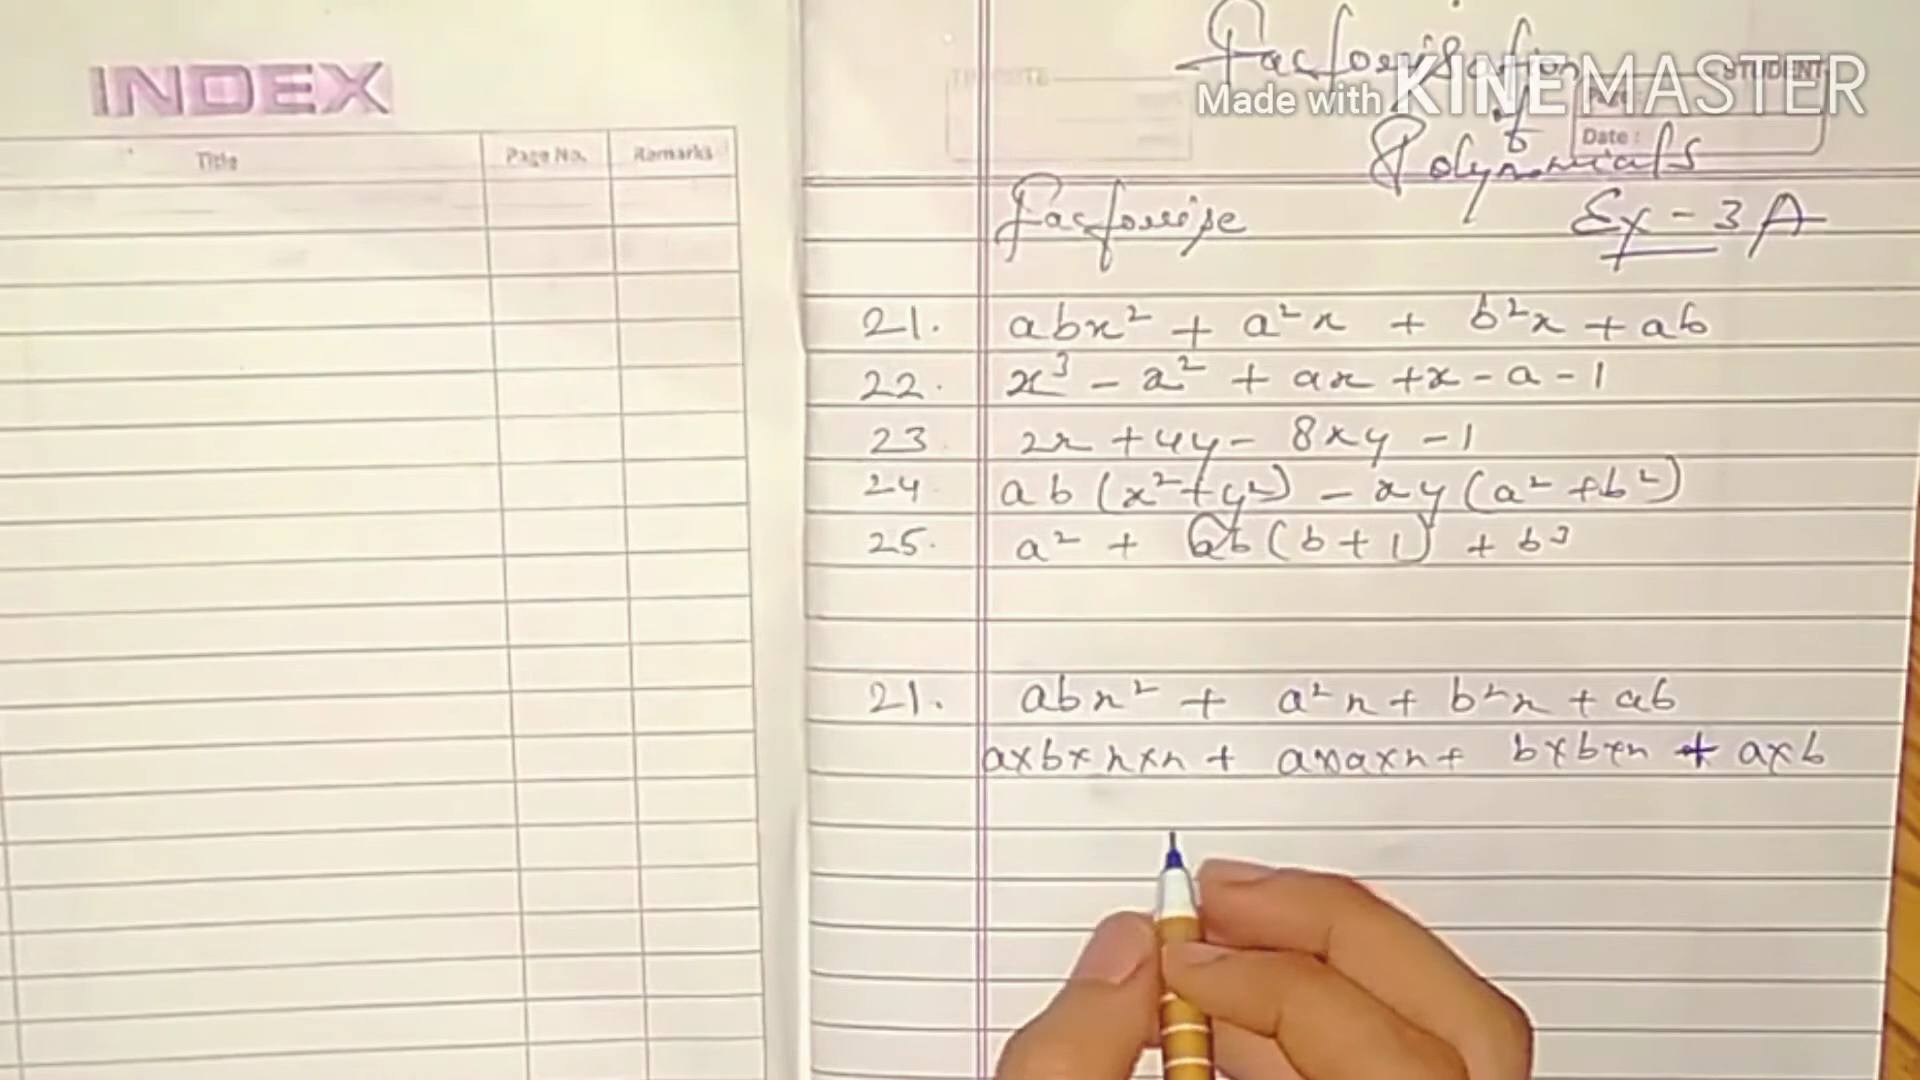 INDEX
Title Page No. Remarks
Factorisation
STUDENT
Made with KINEMASTER
of
Date :
Polynomials
Factorise Ex - 3A
21. abx² + a²x + b²x + ab
22. x³ - a² + ax + x - a - 1
23 2x + 4y - 8xy - 1
24 ab (x² + y²) - xy (a² + b²)
25. a² + ab (b + 1) + b³
21. abx² + a²x + b²x + ab
a×b×x×x + a×a×x + b×b×x + a×b